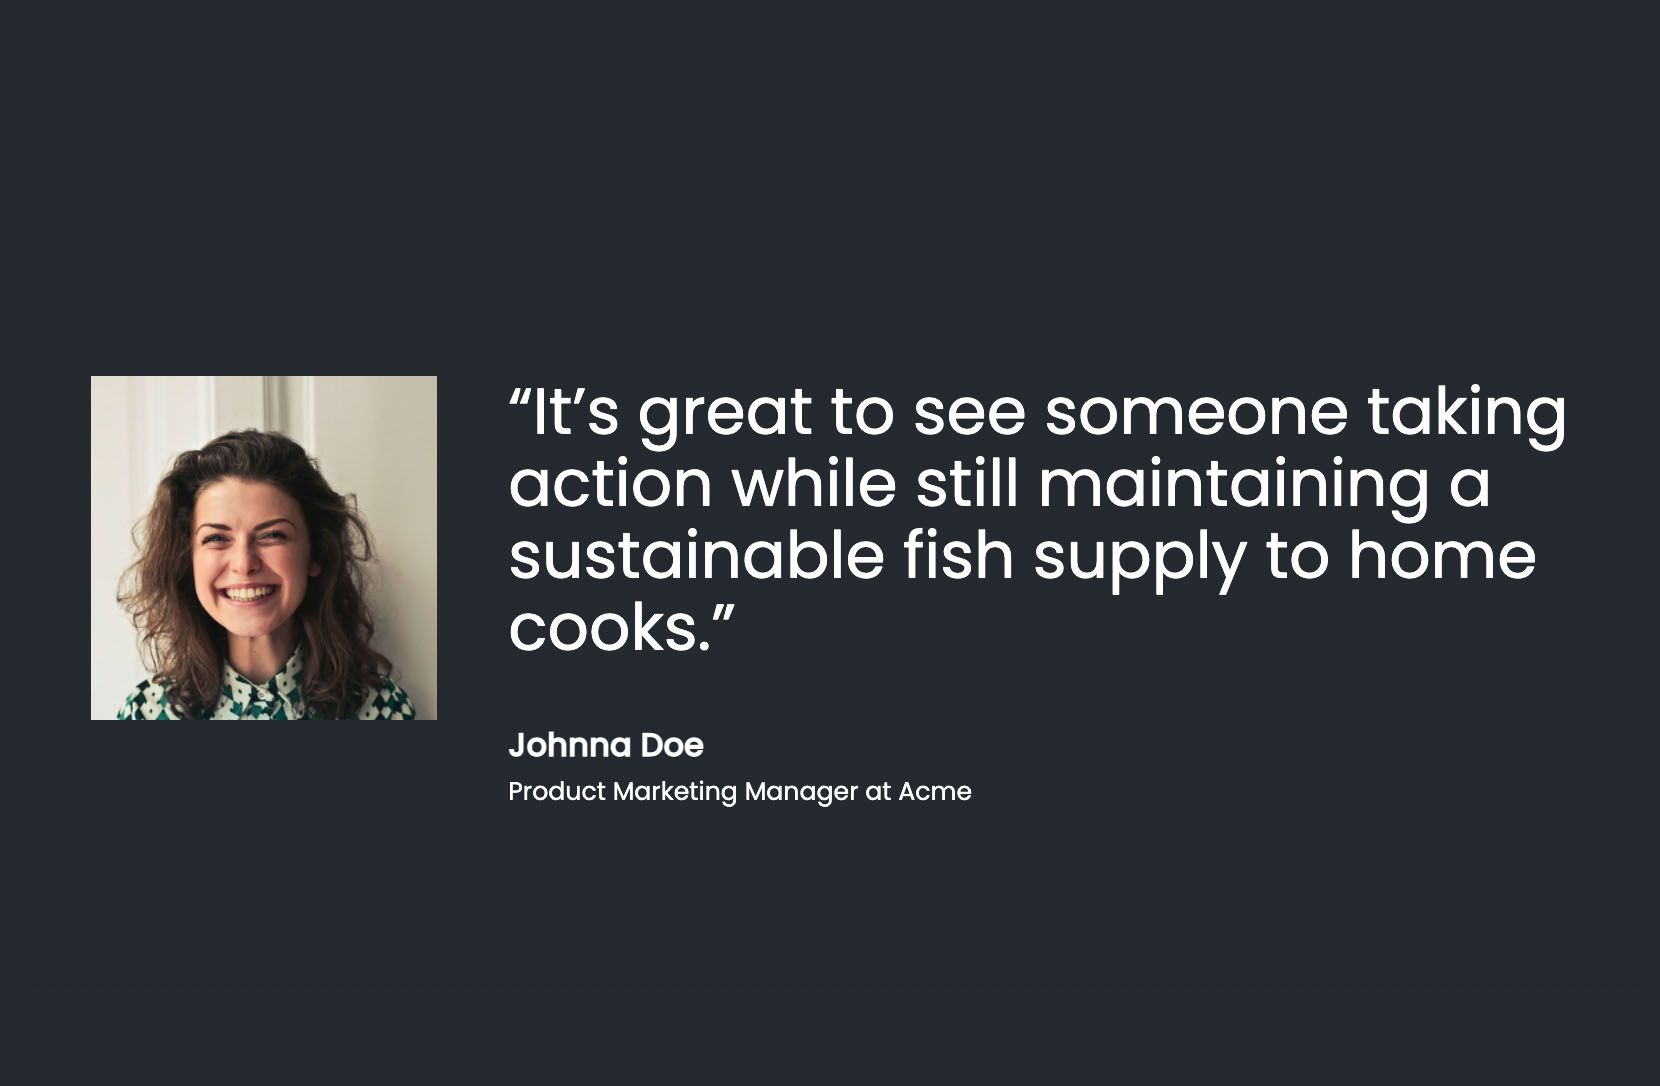 “It’s great to see someone taking
action while still maintaining a
sustainable fish supply to home
cooks.”
Johnna Doe
Product Marketing Manager at Acme